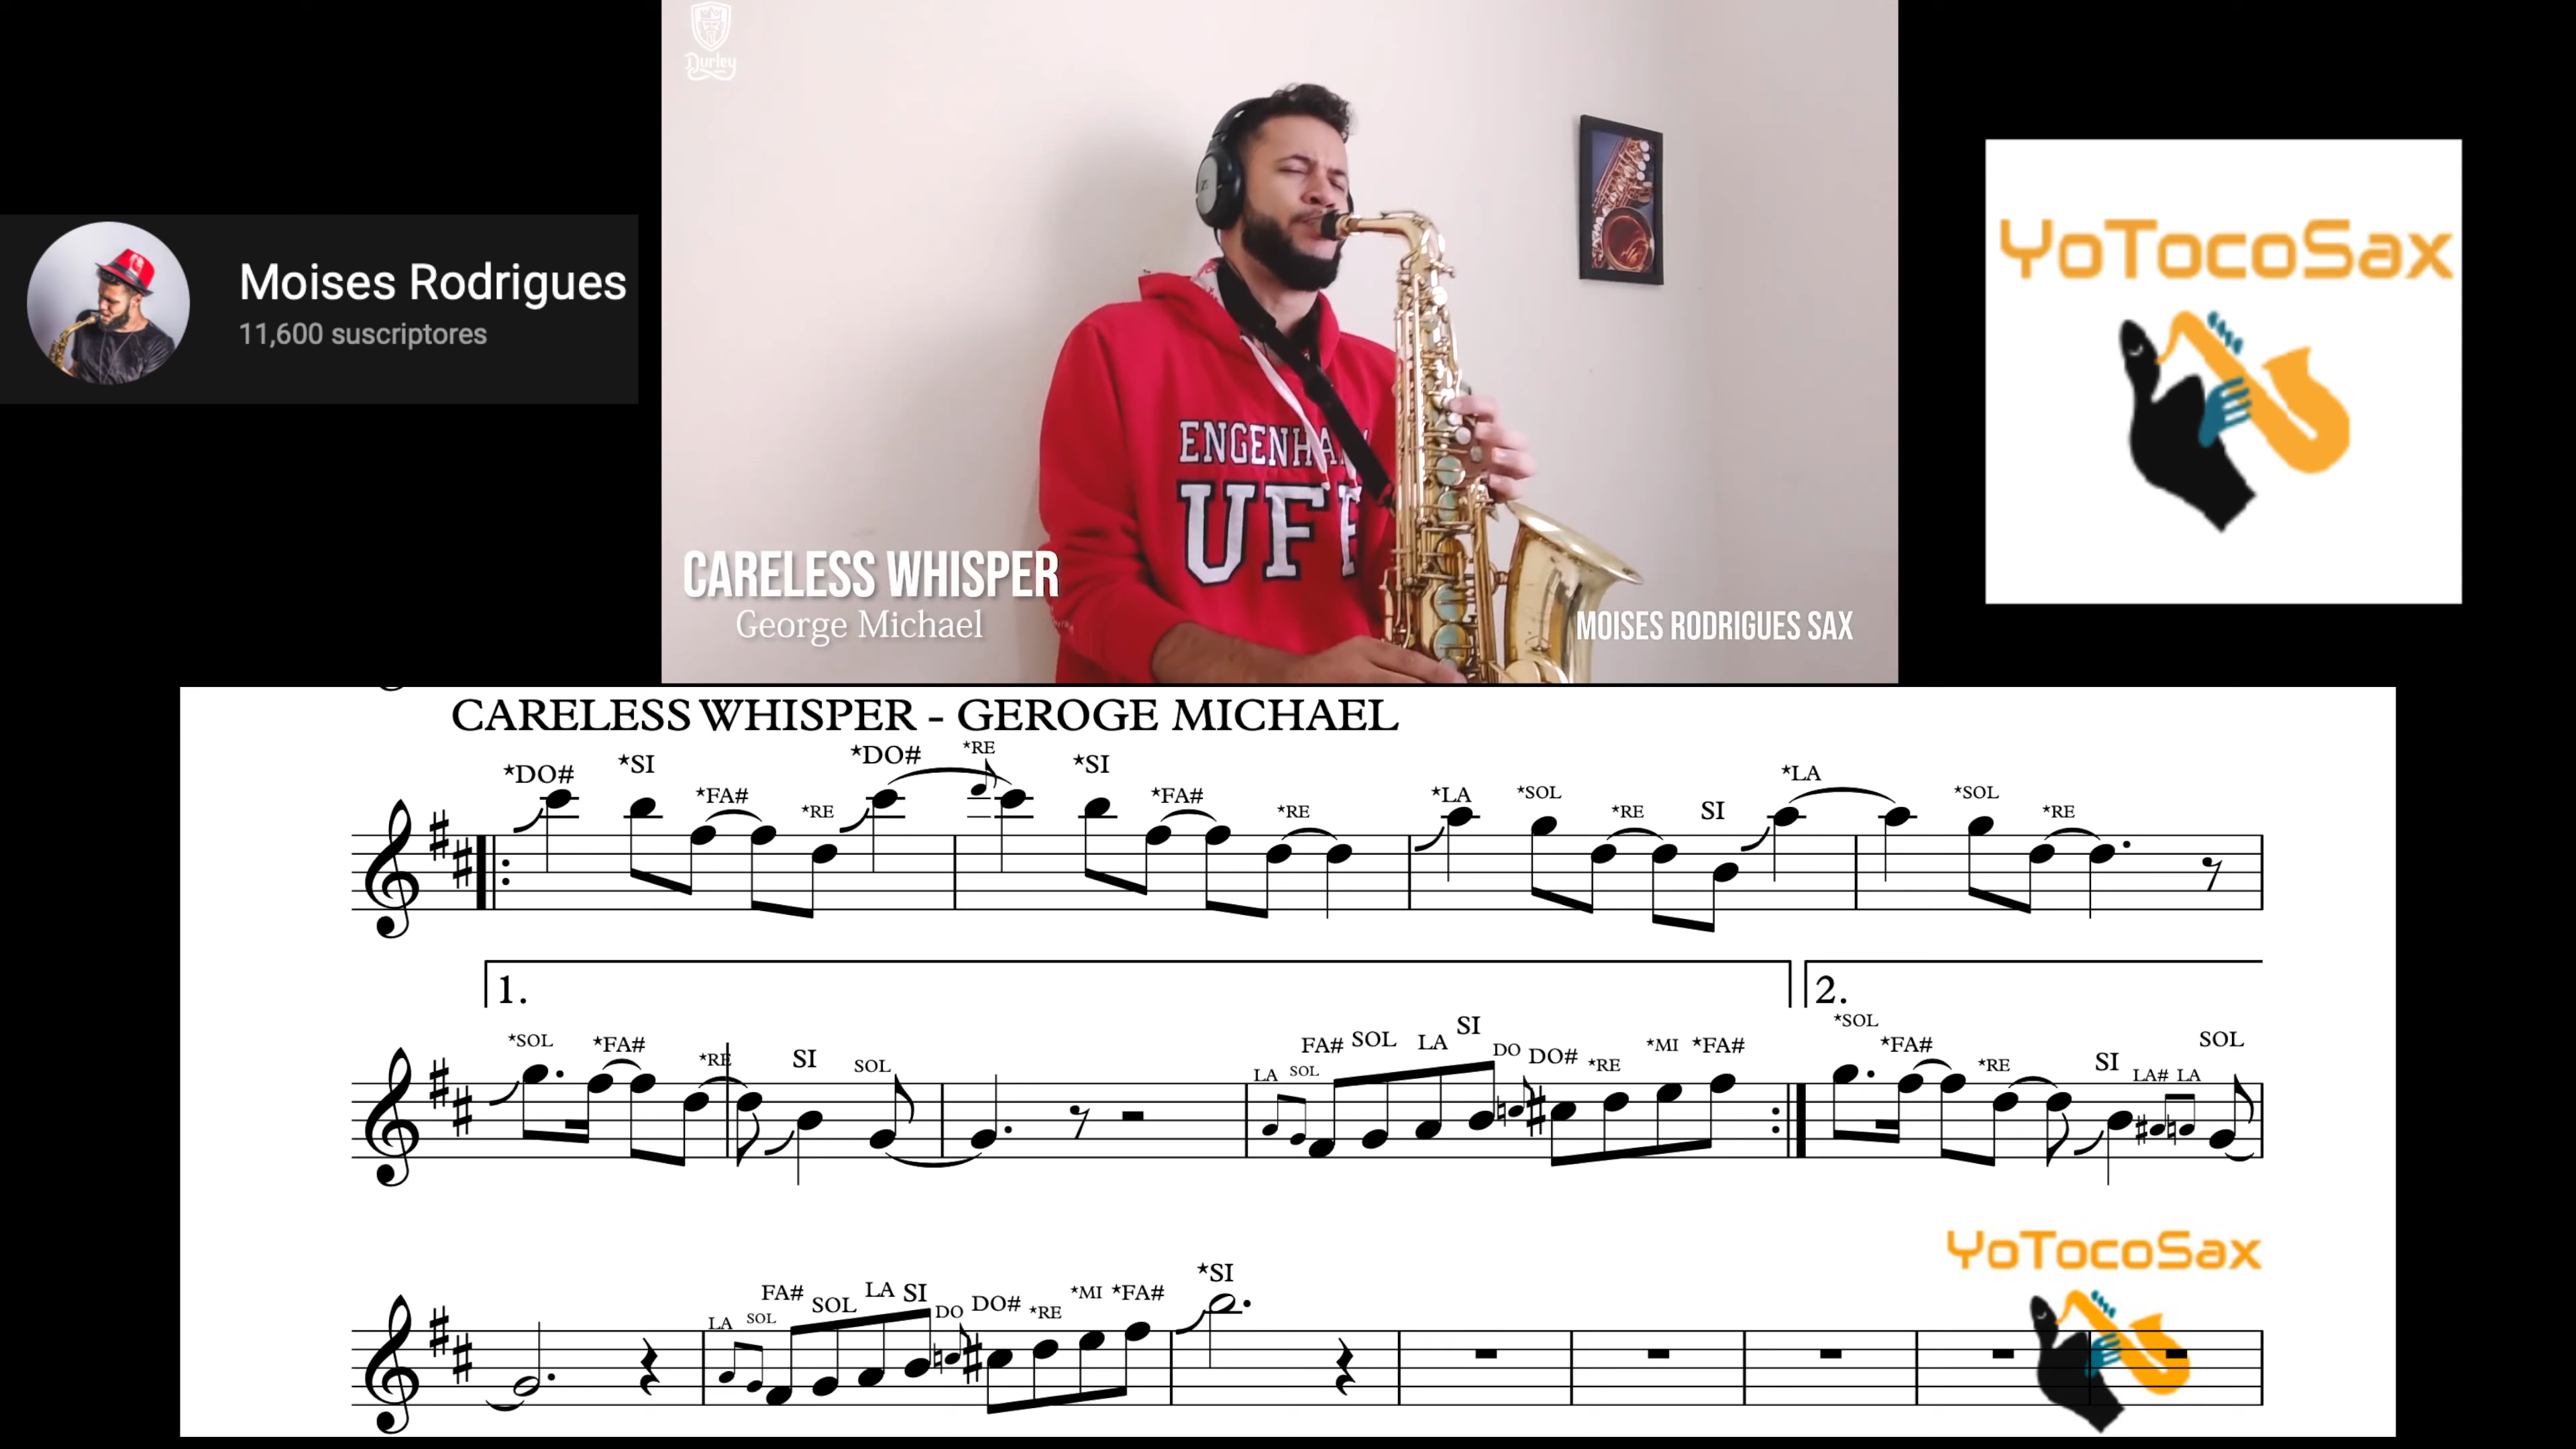 Durley
Moises Rodrigues
11,600 suscriptores
YoTocoSax
ENGENHA
UFF
CARELESS WHISPER
George Michael
MOISES RODRIGUES SAX
CARELESS WHISPER - GEROGE MICHAEL
*DO# *SI *FA# *RE *DO# *RE *SI *FA# *RE *LA *SOL *RE SI *LA *SOL *RE
1. 2.
*SOL *FA# *RE SI SOL LA SOL FA# SOL LA SI DO DO# *RE *MI *FA# *SOL *FA# *RE SI LA# LA SOL
YoTocoSax
LA SOL FA# SOL LA SI DO DO# *RE *MI *FA# *SI